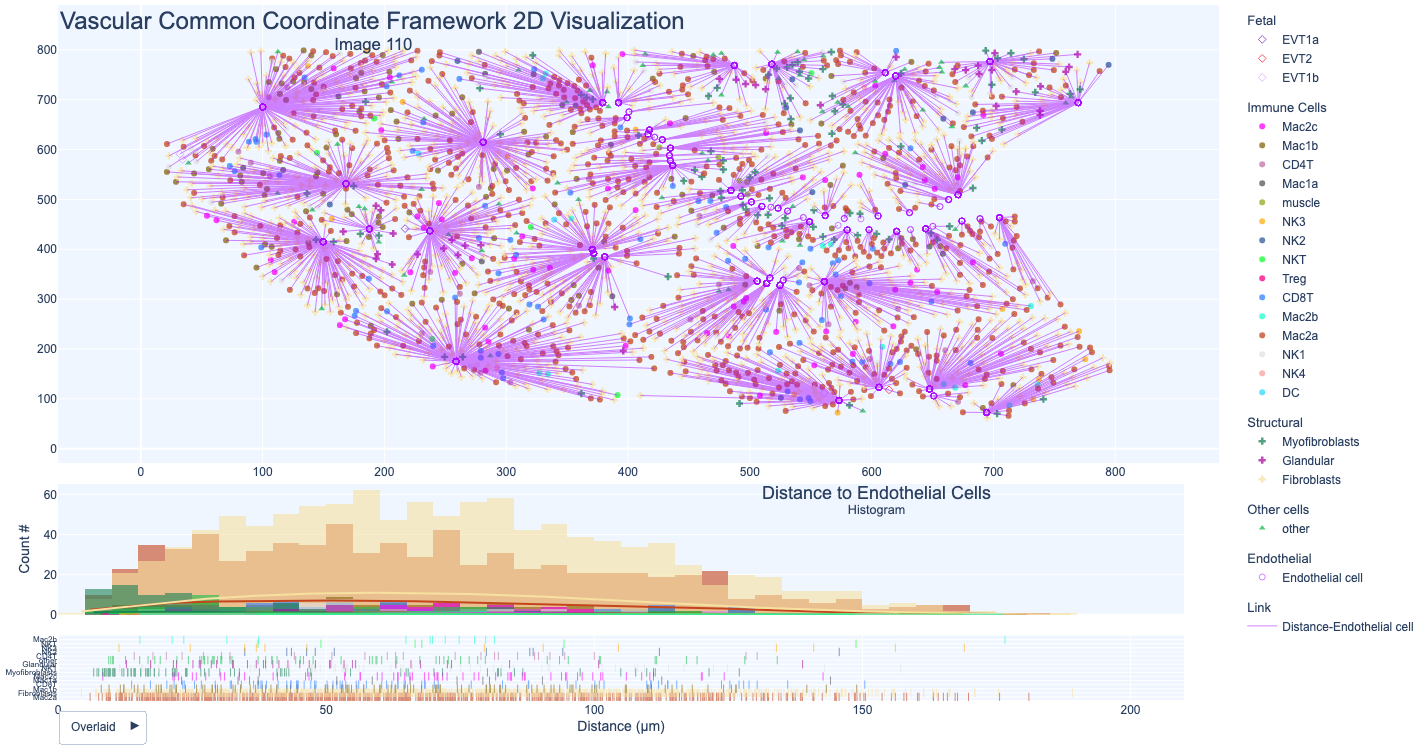 Vascular Common Coordinate Framework 2D Visualization
Image 110
800
700
600
500
400
300
200
100
0
0 100 200 300 400 500 600 700 800
Fetal
EVT1a
EVT2
EVT1b
Immune Cells
Mac2c
Mac1b
CD4T
Mac1a
muscle
NK3
NK2
NKT
Treg
CD8T
Mac2b
Mac2a
NK1
NK4
DC
Structural
Myofibroblasts
Glandular
Fibroblasts
Other cells
other
Endothelial
Endothelial cell
Link
Distance-Endothelial cell
Distance to Endothelial Cells
Histogram
Count #
60
40
20
0
Mac2b
Glandular
Myofibroblasts
Fibroblasts
0 50 100 150 200
Distance (μm)
Overlaid ►